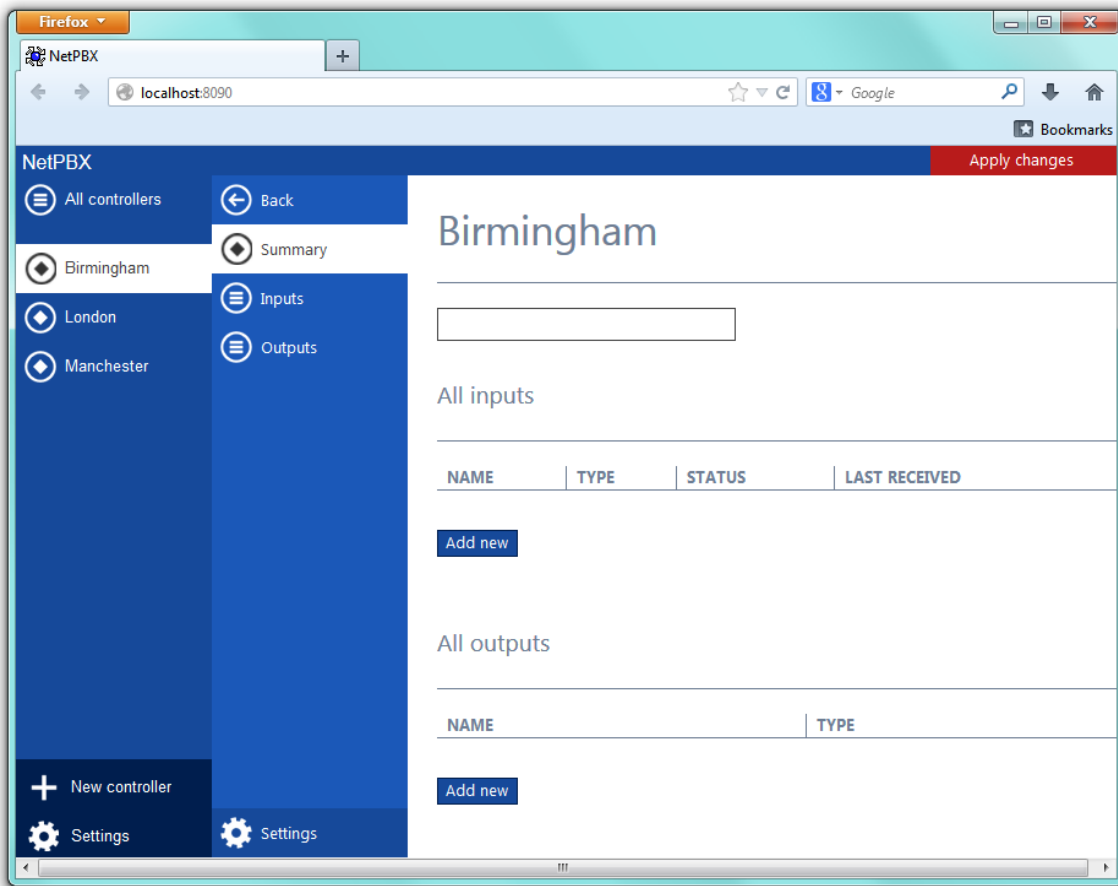 Firefox
NetPBX
localhost:8090
Google
Bookmarks
NetPBX
Apply changes
All controllers
Birmingham
London
Manchester
New controller
Settings
Back
Summary
Inputs
Outputs
Settings
Birmingham
All inputs
NAME TYPE STATUS LAST RECEIVED
Add new
All outputs
NAME TYPE
Add new